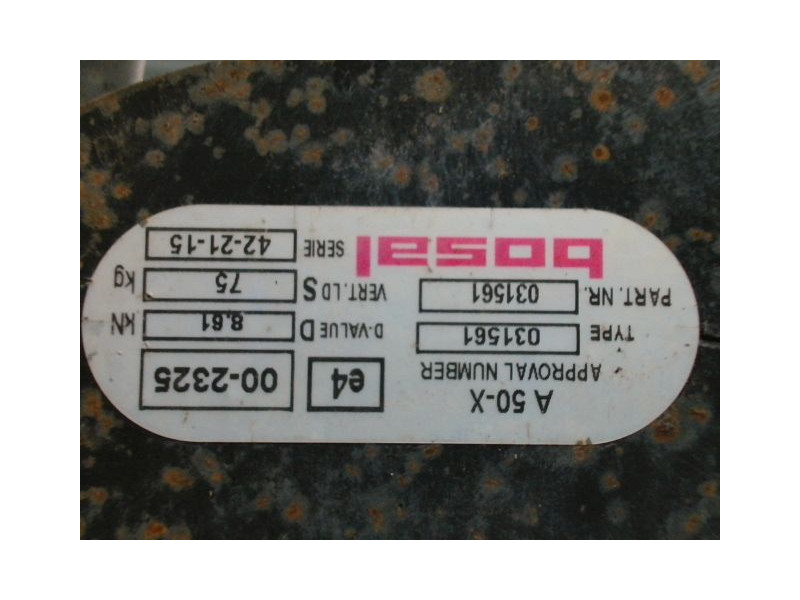 A 50-X
APPROVAL NUMBER e4 00-2325
TYPE 031561 D-VALUE D 8,61 kN
PART. NR. 031561 VERT.LD S 75 kg
bosal SERIE 42-21-15